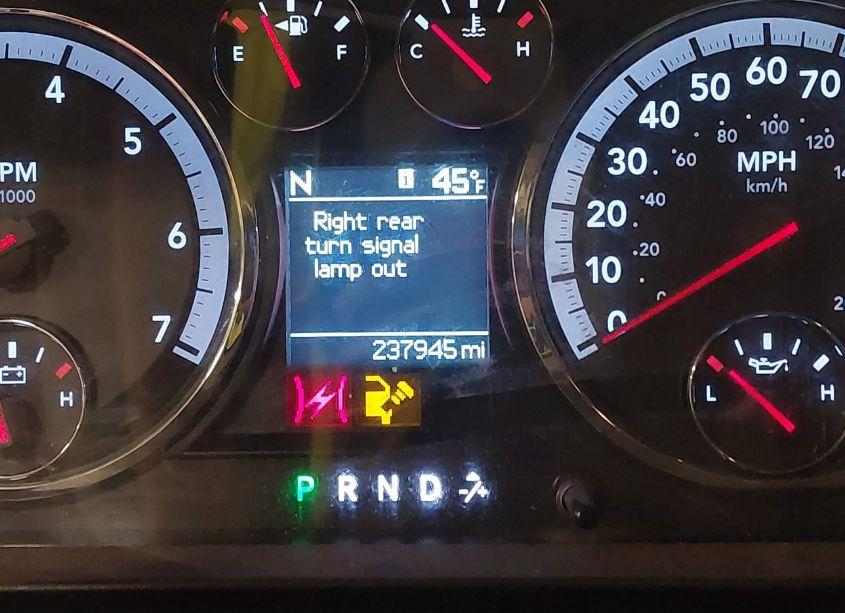 E F
C H
4
5
6
7
PM
1000
H
N 45°F
Right rear
turn signal
lamp out
237945 mi
P R N D -/+
0
10
20
30
40
50
60
70
20
40
60
80
100
120
MPH
km/h
L H